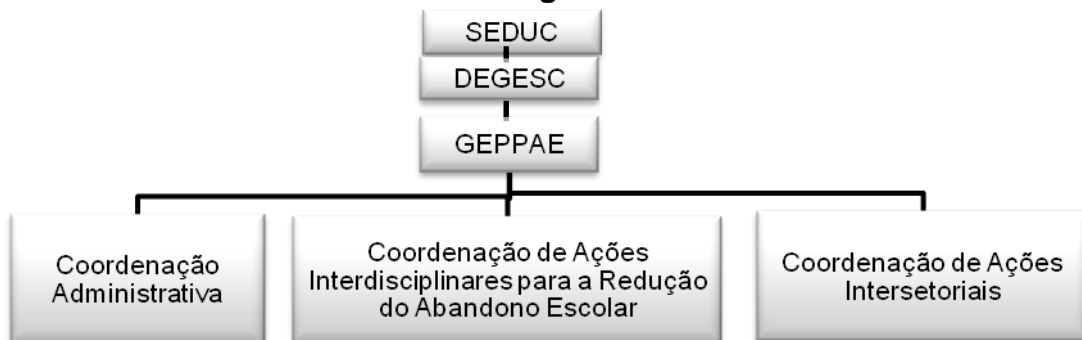 SEDUC
DEGESC
GEPPAE
Coordenação
Administrativa
Coordenação de Ações
Interdisciplinares para a Redução
do Abandono Escolar
Coordenação de Ações
Intersetoriais